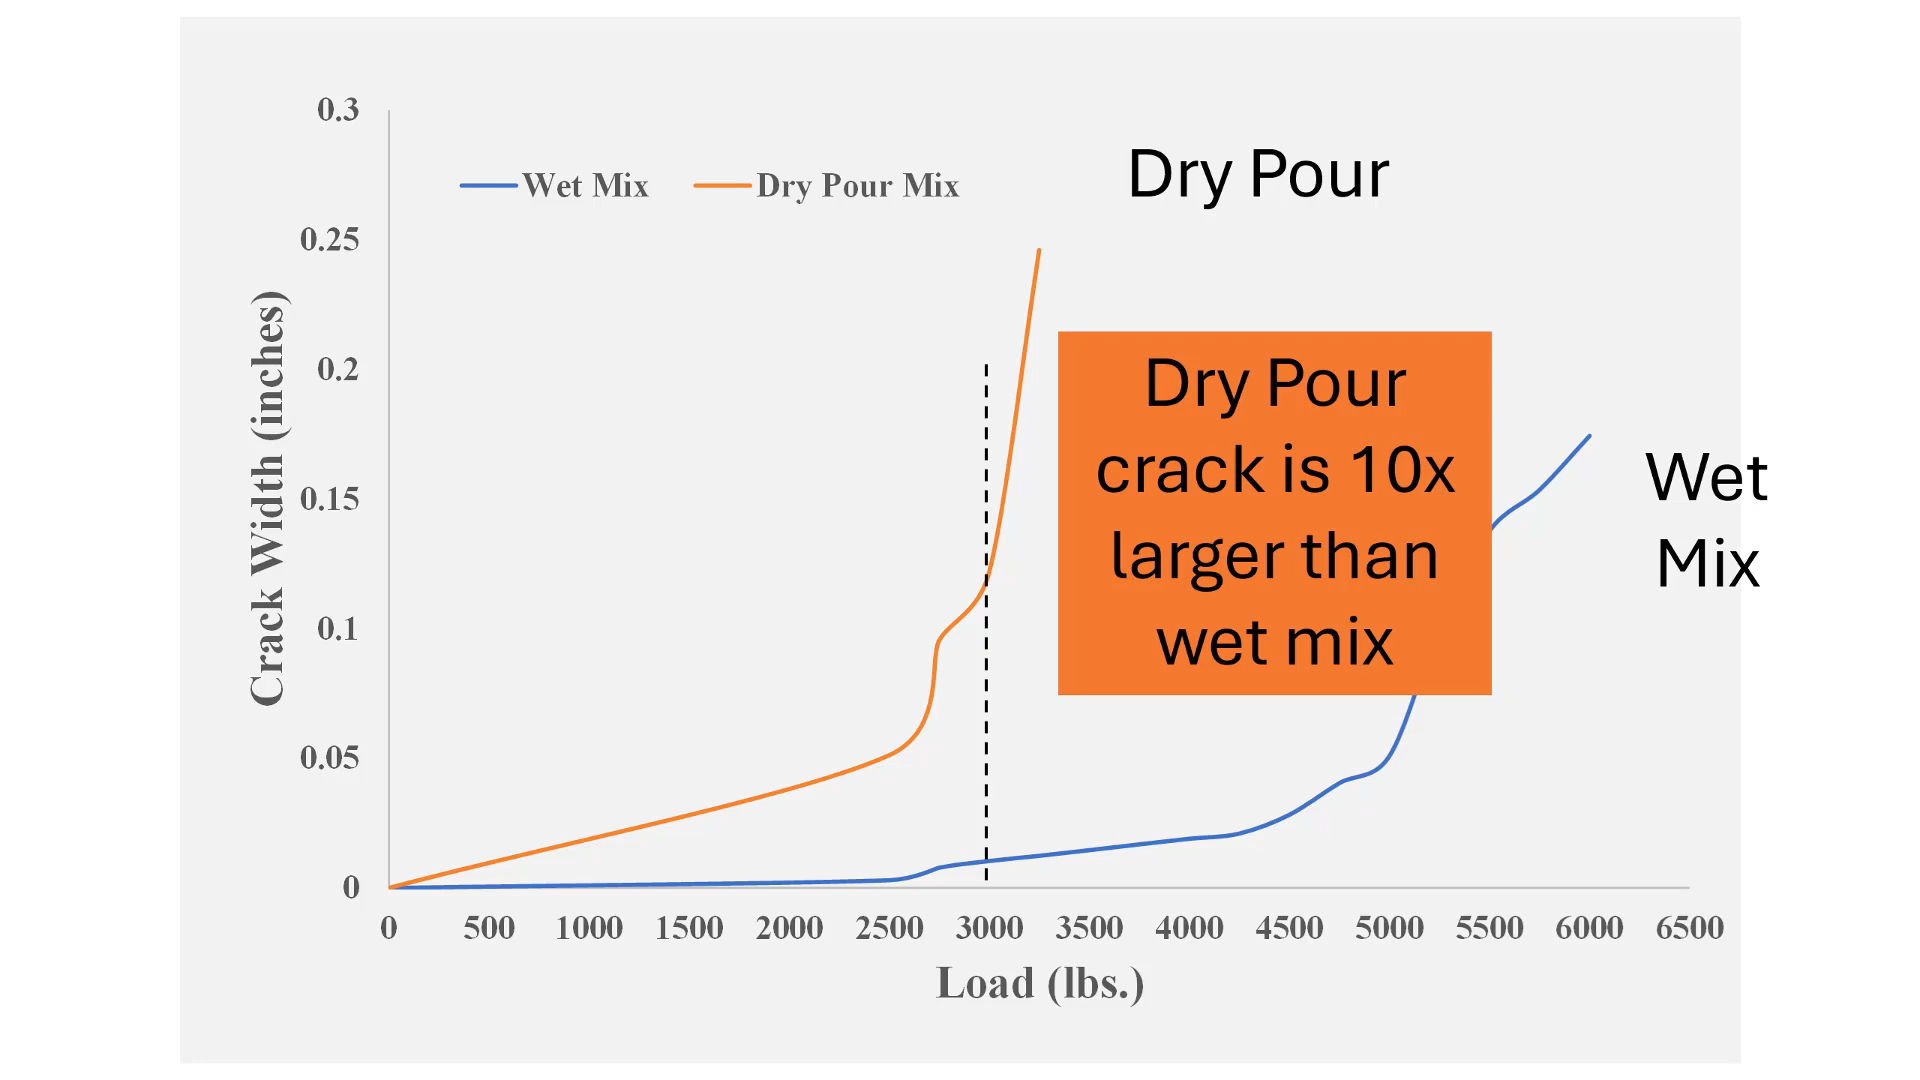 0.3
Wet Mix
Dry Pour Mix
Dry Pour
0.25
0.2
0.15
0.1
0.05
0
Crack Width (inches)
Dry Pour
crack is 10x
larger than
wet mix
Wet
Mix
0 500 1000 1500 2000 2500 3000 3500 4000 4500 5000 5500 6000 6500
Load (lbs.)